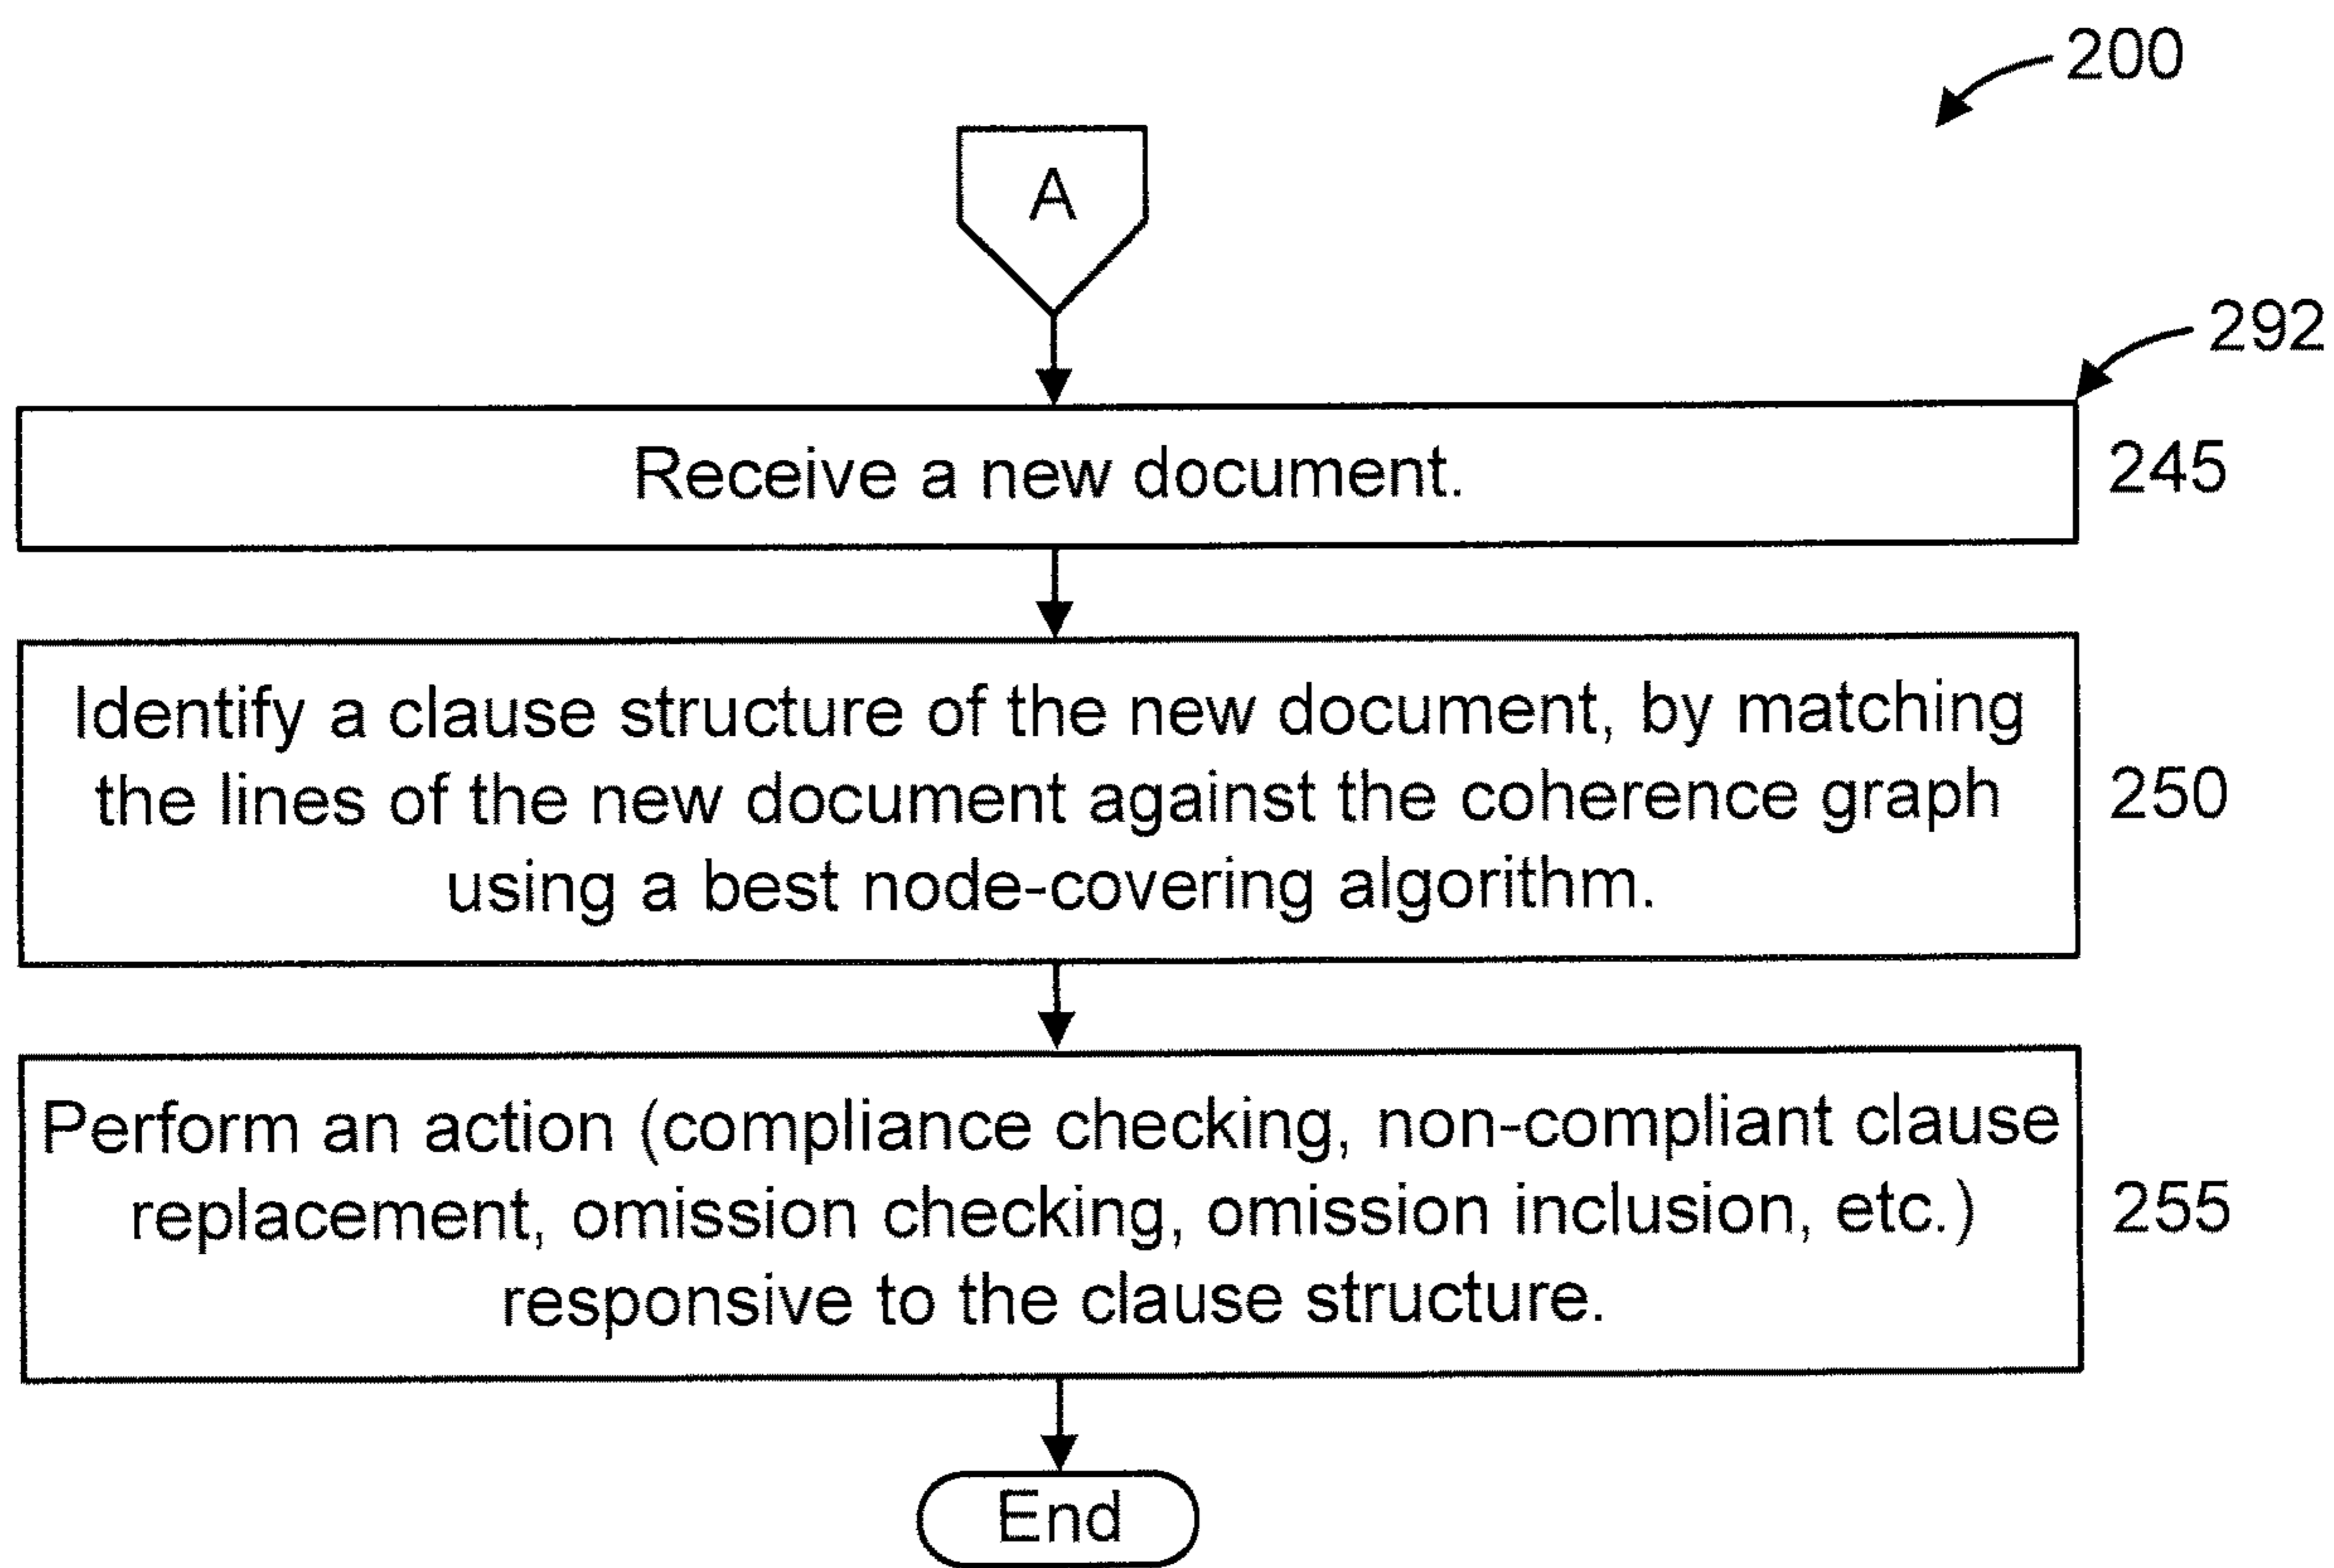 200
A
292
Receive a new document.
245
Identify a clause structure of the new document, by matching
the lines of the new document against the coherence graph
using a best node-covering algorithm.
250
Perform an action (compliance checking, non-compliant clause
replacement, omission checking, omission inclusion, etc.)
responsive to the clause structure.
255
End